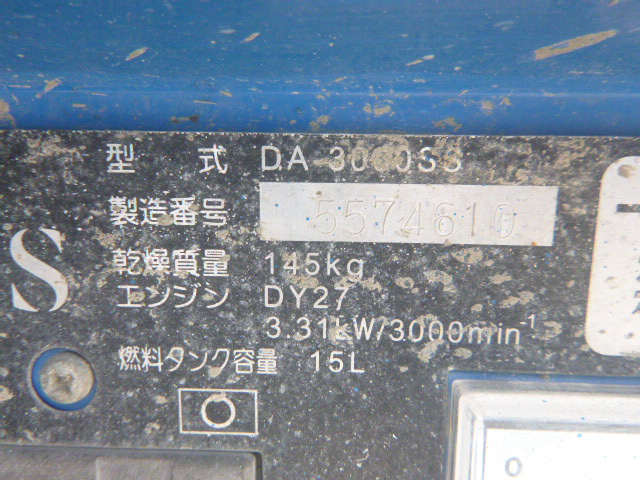 型 式 DA-3000SS
製造番号 5574610
S
乾燥質量 145kg
エンジン DY27
3.31kW/3000min-1
燃料タンク容量 15L
0